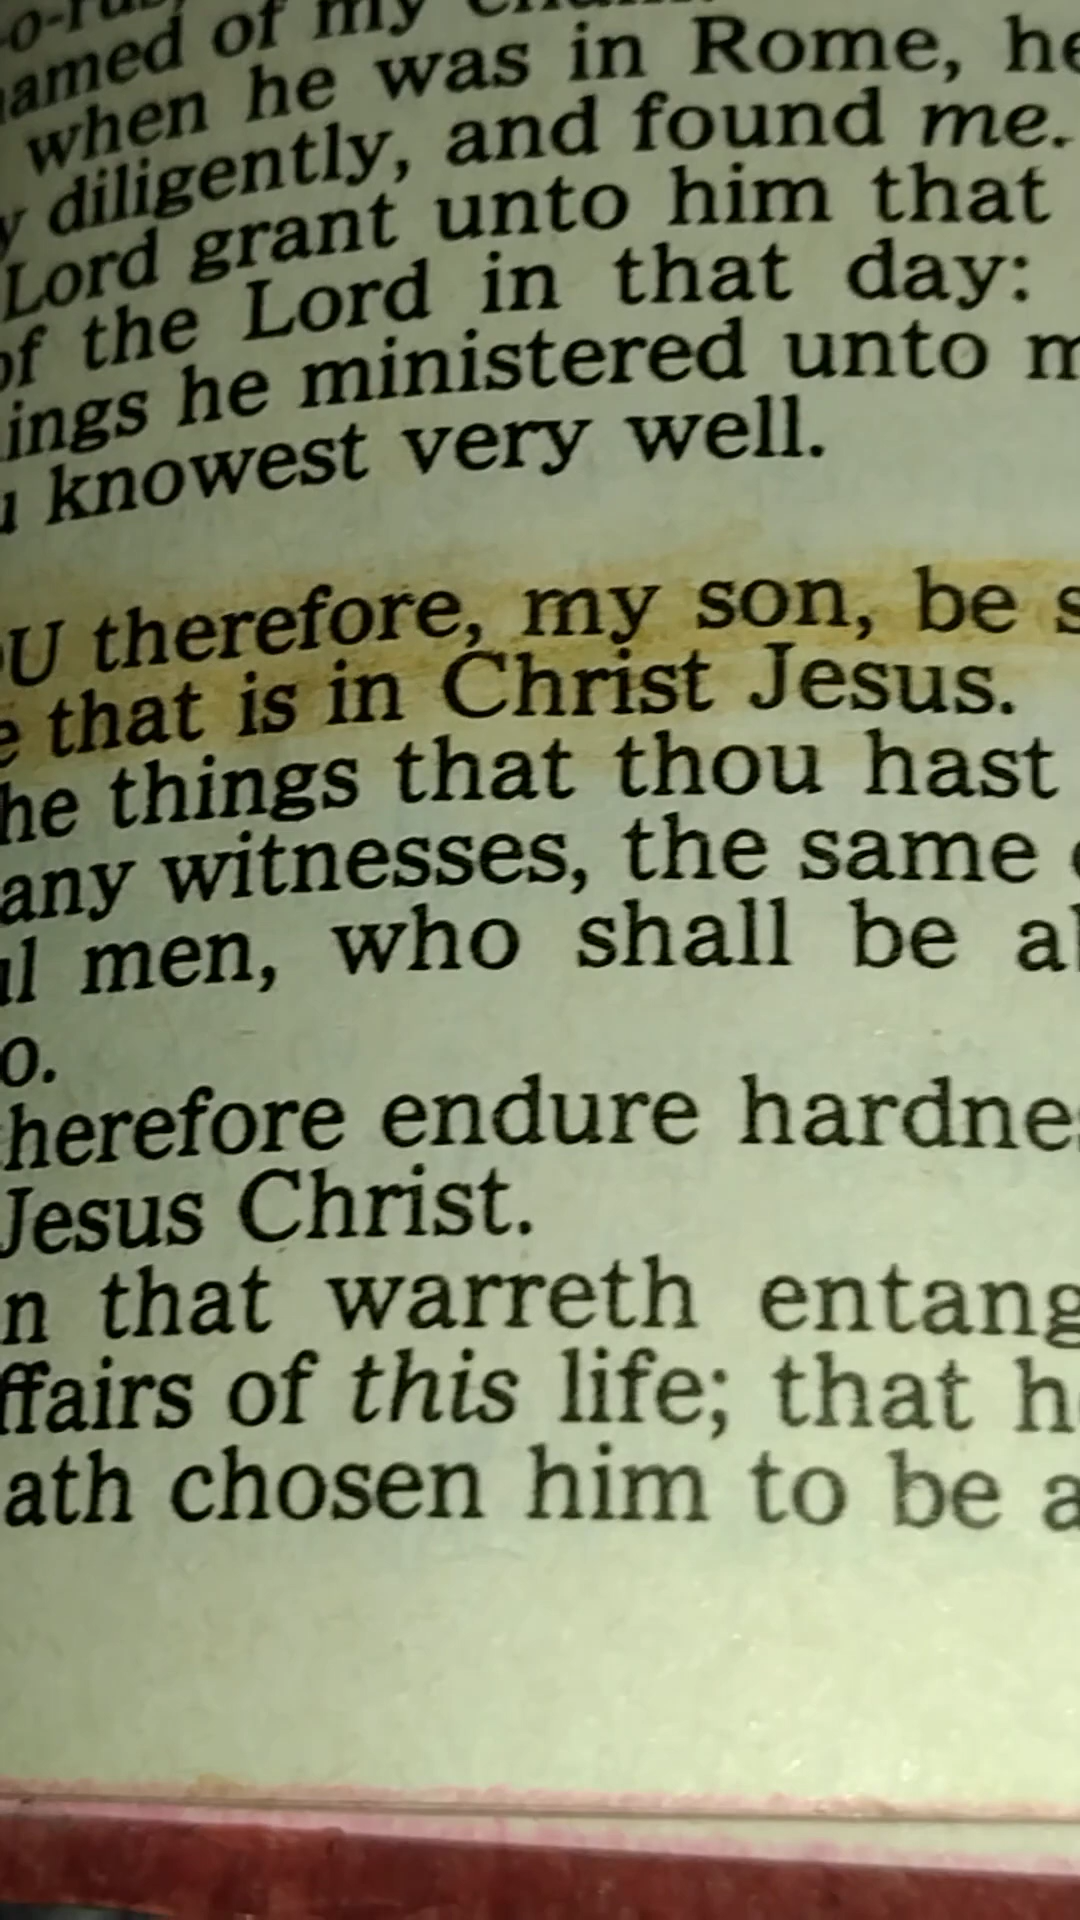 amed of my
when he was in Rome, he
diligently, and found me.
Lord grant unto him that
of the Lord in that day:
ings he ministered unto m
knowest very well.
U therefore, my son, be s
e that is in Christ Jesus.
he things that thou hast
any witnesses, the same
ul men, who shall be a
o.
herefore endure hardnes
Jesus Christ.
n that warreth entang
ffairs of this life; that he
ath chosen him to be a